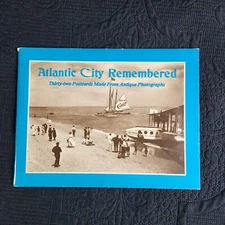 Atlantic City Remembered
Thirty-two Postcards Made From Antique Photographs